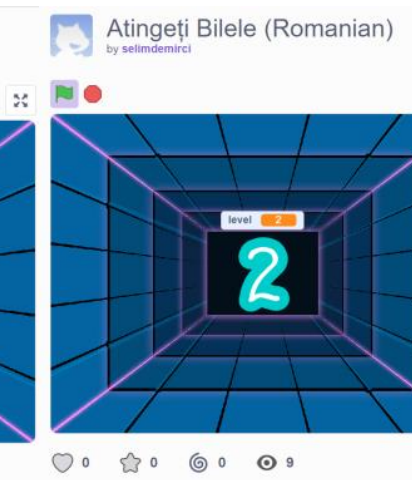 Atingeți Bilele (Romanian)
by selimdemirci
level 2
2
0 0 0 9